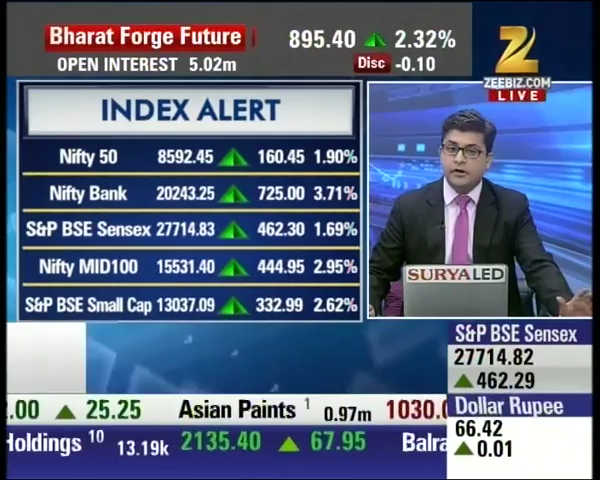 Bharat Forge Future 895.40 2.32%
OPEN INTEREST 5.02m Disc -0.10
ZEEBIZ.COM
LIVE
INDEX ALERT
Nifty 50 8592.45 160.45 1.90%
Nifty Bank 20243.25 725.00 3.71%
S&P BSE Sensex 27714.83 462.30 1.69%
Nifty MID100 15531.40 444.95 2.95%
S&P BSE Small Cap 13037.09 332.99 2.62%
SURYA LED
S&P BSE Sensex
27714.82
462.29
Dollar Rupee
66.42
0.01
.00 25.25 Asian Paints 1 0.97m 1030.
Holdings 10 13.19k 2135.40 67.95 Balra